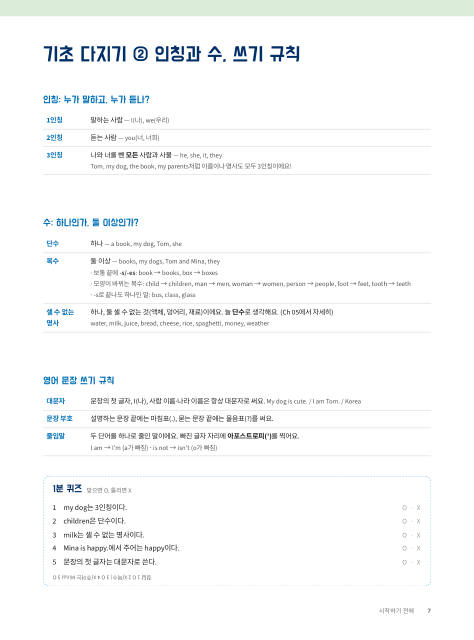 기초 다지기 ② 인칭과 수, 쓰기 규칙
인칭: 누가 말하고, 누가 듣나?
1인칭 말하는 사람 — I(나), we(우리)
2인칭 듣는 사람 — you(너, 너희)
3인칭 나와 너를 뺀 모든 사람과 사물 — he, she, it, they
Tom, my dog, the book, my parents처럼 이름이나 명사도 모두 3인칭이에요!
수: 하나인가, 둘 이상인가?
단수 하나 — a book, my dog, Tom, she
복수 둘 이상 — books, my dogs, Tom and Mina, they
· 보통 끝에 -s/-es: book → books, box → boxes
· 모양이 바뀌는 복수: child → children, man → men, woman → women, person → people, foot → feet, tooth → teeth
· -s로 끝나도 하나인 말: bus, class, glass
셀 수 없는 명사 하나, 둘 셀 수 없는 것(액체, 덩어리, 재료)이에요. 늘 단수로 생각해요. (Ch 05에서 자세히)
water, milk, juice, bread, cheese, rice, spaghetti, money, weather
영어 문장 쓰기 규칙
대문자 문장의 첫 글자, I(나), 사람 이름·나라 이름은 항상 대문자로 써요. My dog is cute. / I am Tom. / Korea
문장 부호 설명하는 문장 끝에는 마침표(.), 묻는 문장 끝에는 물음표(?)를 써요.
줄임말 두 단어를 하나로 줄인 말이에요. 빠진 글자 자리에 아포스트로피(')를 찍어요.
I am → I'm (a가 빠짐) · is not → isn't (o가 빠짐)
1분 퀴즈 맞으면 O, 틀리면 X
1 my dog는 3인칭이다. O · X
2 children은 단수이다. O · X
3 milk는 셀 수 없는 명사이다. O · X
4 Mina is happy.에서 주어는 happy이다. O · X
5 문장의 첫 글자는 대문자로 쓴다. O · X
시작하기 전에 7